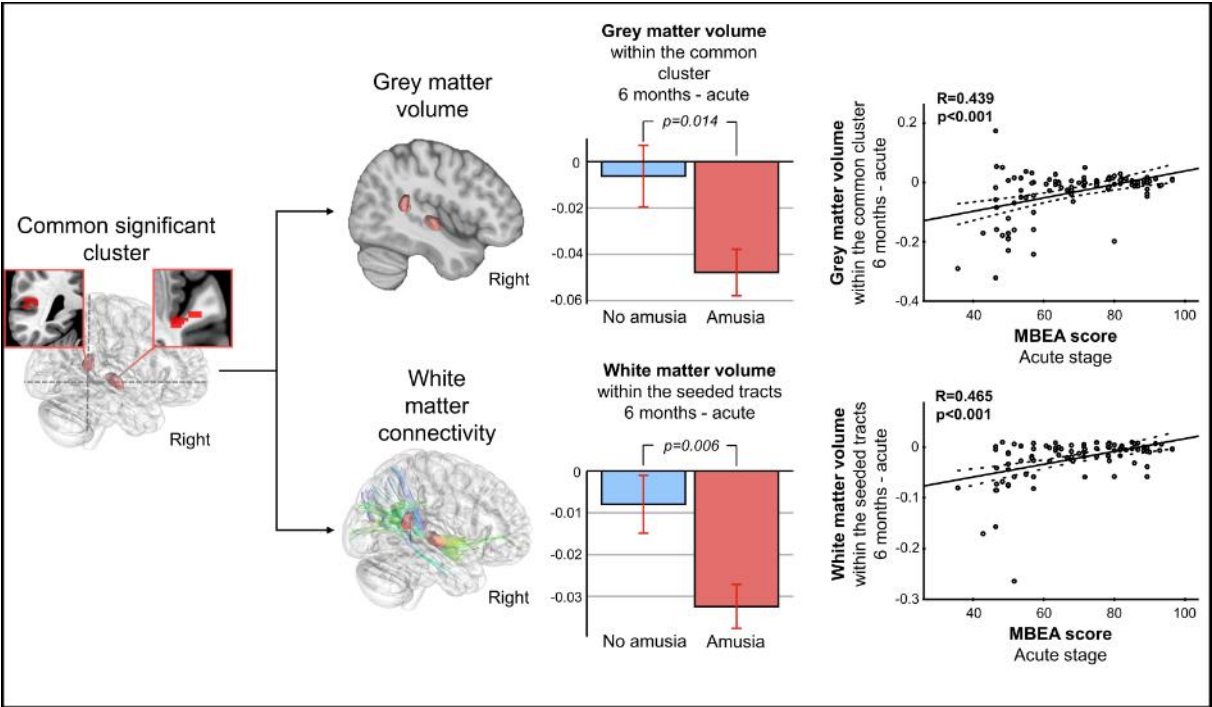 Common significant
cluster
Right
Grey matter
volume
Right
White
matter
connectivity
Right
Grey matter volume
within the common
cluster
6 months - acute
p=0.014
0
-0.02
-0.04
-0.06
No amusia
Amusia
White matter volume
within the seeded tracts
6 months - acute
p=0.006
0
-0.01
-0.02
-0.03
No amusia
Amusia
Grey matter volume
within the common cluster
6 months - acute
R=0.439
p<0.001
0.2
0
-0.2
-0.4
40
60
80
100
MBEA score
Acute stage
White matter volume
within the seeded tracts
6 months - acute
R=0.465
p<0.001
0
-0.1
-0.2
-0.3
40
60
80
100
MBEA score
Acute stage